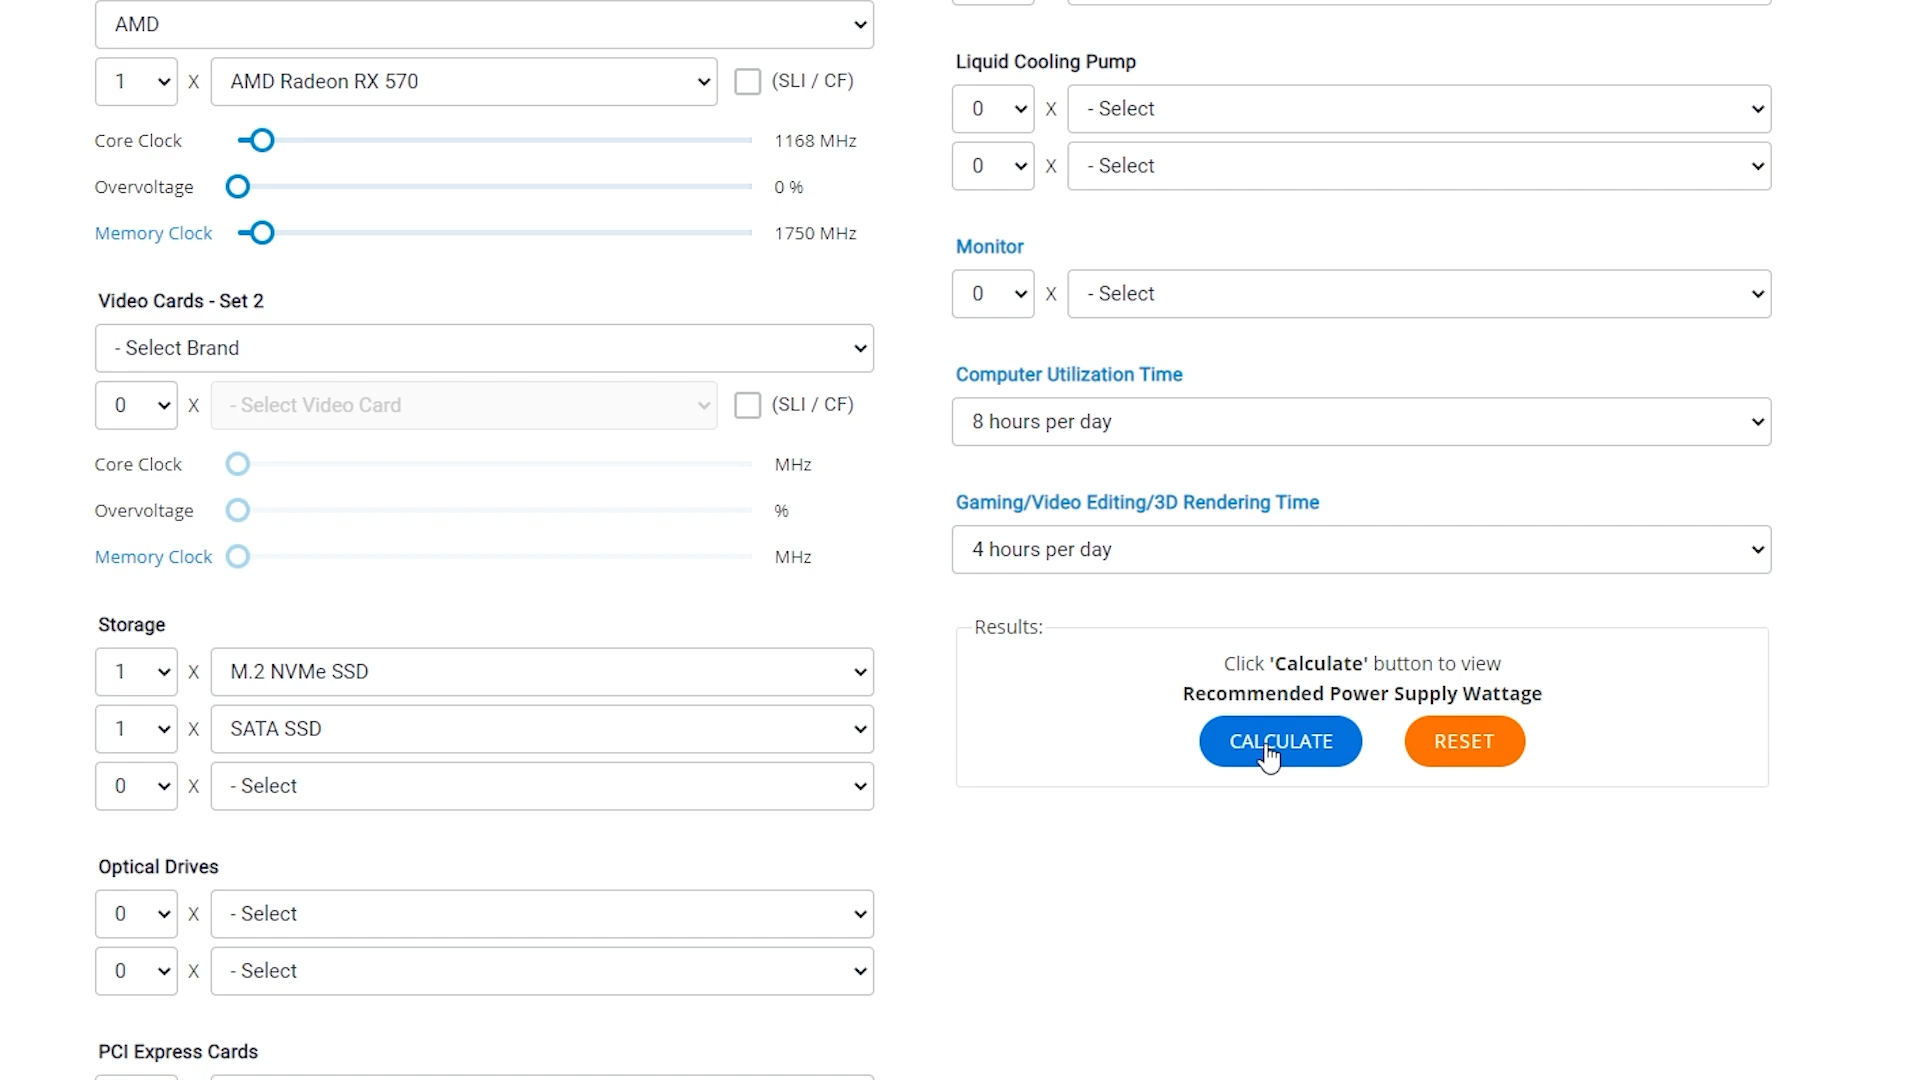 AMD
1 X AMD Radeon RX 570 (SLI / CF)
Core Clock 1168 MHz
Overvoltage 0 %
Memory Clock 1750 MHz
Video Cards - Set 2
- Select Brand
0 X - Select Video Card (SLI / CF)
Core Clock MHz
Overvoltage %
Memory Clock MHz
Storage
1 X M.2 NVMe SSD
1 X SATA SSD
0 X - Select
Optical Drives
0 X - Select
0 X - Select
PCI Express Cards
Liquid Cooling Pump
0 X - Select
0 X - Select
Monitor
0 X - Select
Computer Utilization Time
8 hours per day
Gaming/Video Editing/3D Rendering Time
4 hours per day
Results:
Click 'Calculate' button to view
Recommended Power Supply Wattage
CALCULATE RESET